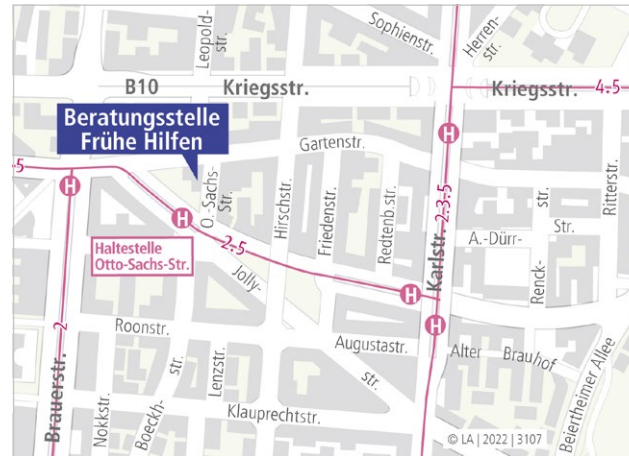 Sophienstr.
Leopold-
str.
Herren-
str.
B10
Kriegsstr.
Kriegsstr.
4-5
Beratungsstelle
Frühe Hilfen
Gartenstr.
H
-5
H
H
O.-Sachs-
Str.
Hirschstr.
Friedenstr.
Redtenb.str.
Karlstr.
2-3-5
A.-Dürr-
Str.
Renck-
str.
Ritterstr.
Haltestelle
Otto-Sachs-Str.
2-5
Jolly-
str.
H
H
Roonstr.
Augustastr.
Alter
Brauhof
Beiertheimer Allee
Brauerstr.
2
Nokkstr.
Boeckh-
str.
Lenzstr.
Klauprechtstr.
© LA | 2022 | 3107